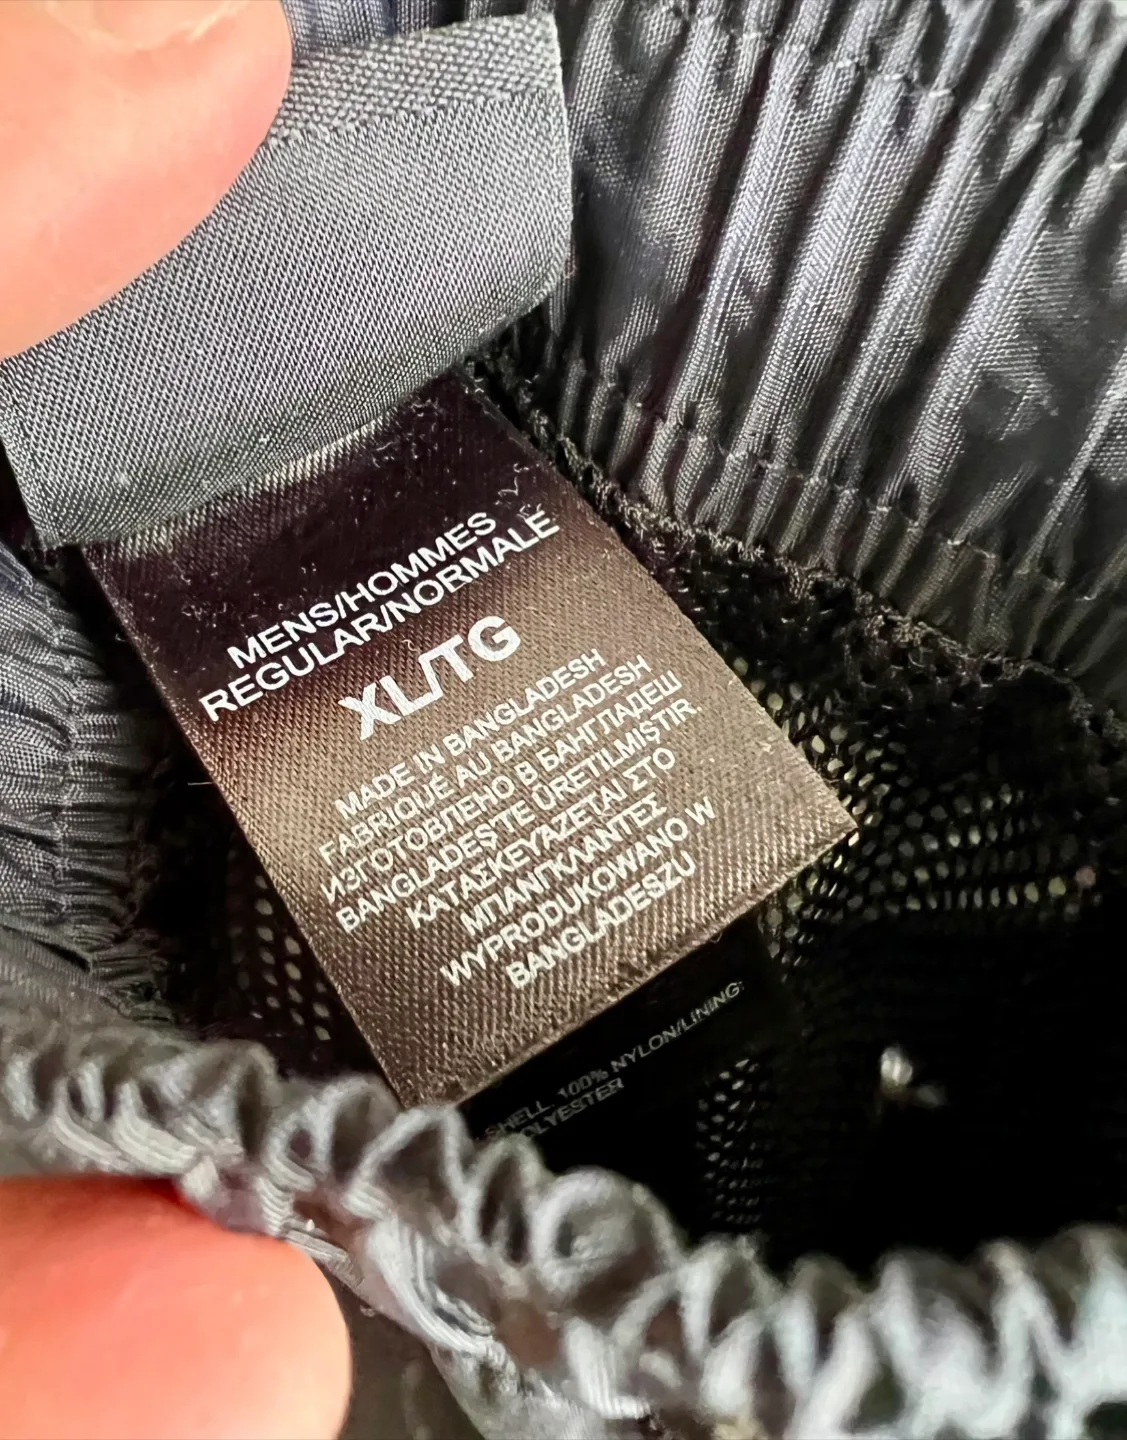 MENS/HOMMES
REGULAR/NORMALE
XL/TG
MADE IN BANGLADESH
FABRIQUÉ AU BANGLADESH
ИЗГОТОВЛЕНО В БАНГЛАДЕШ
BANGLADEŞ'TE ÜRETILMIŞTIR.
ΚΑΤΑΣΚΕΥΑΖΕΤΑΙ ΣΤΟ
ΜΠΑΝΓΚΛΑΝΤΕΣ
WYPRODUKOWANO W
BANGLADESZU
SHELL 100% NYLON/LINING:
POLYESTER